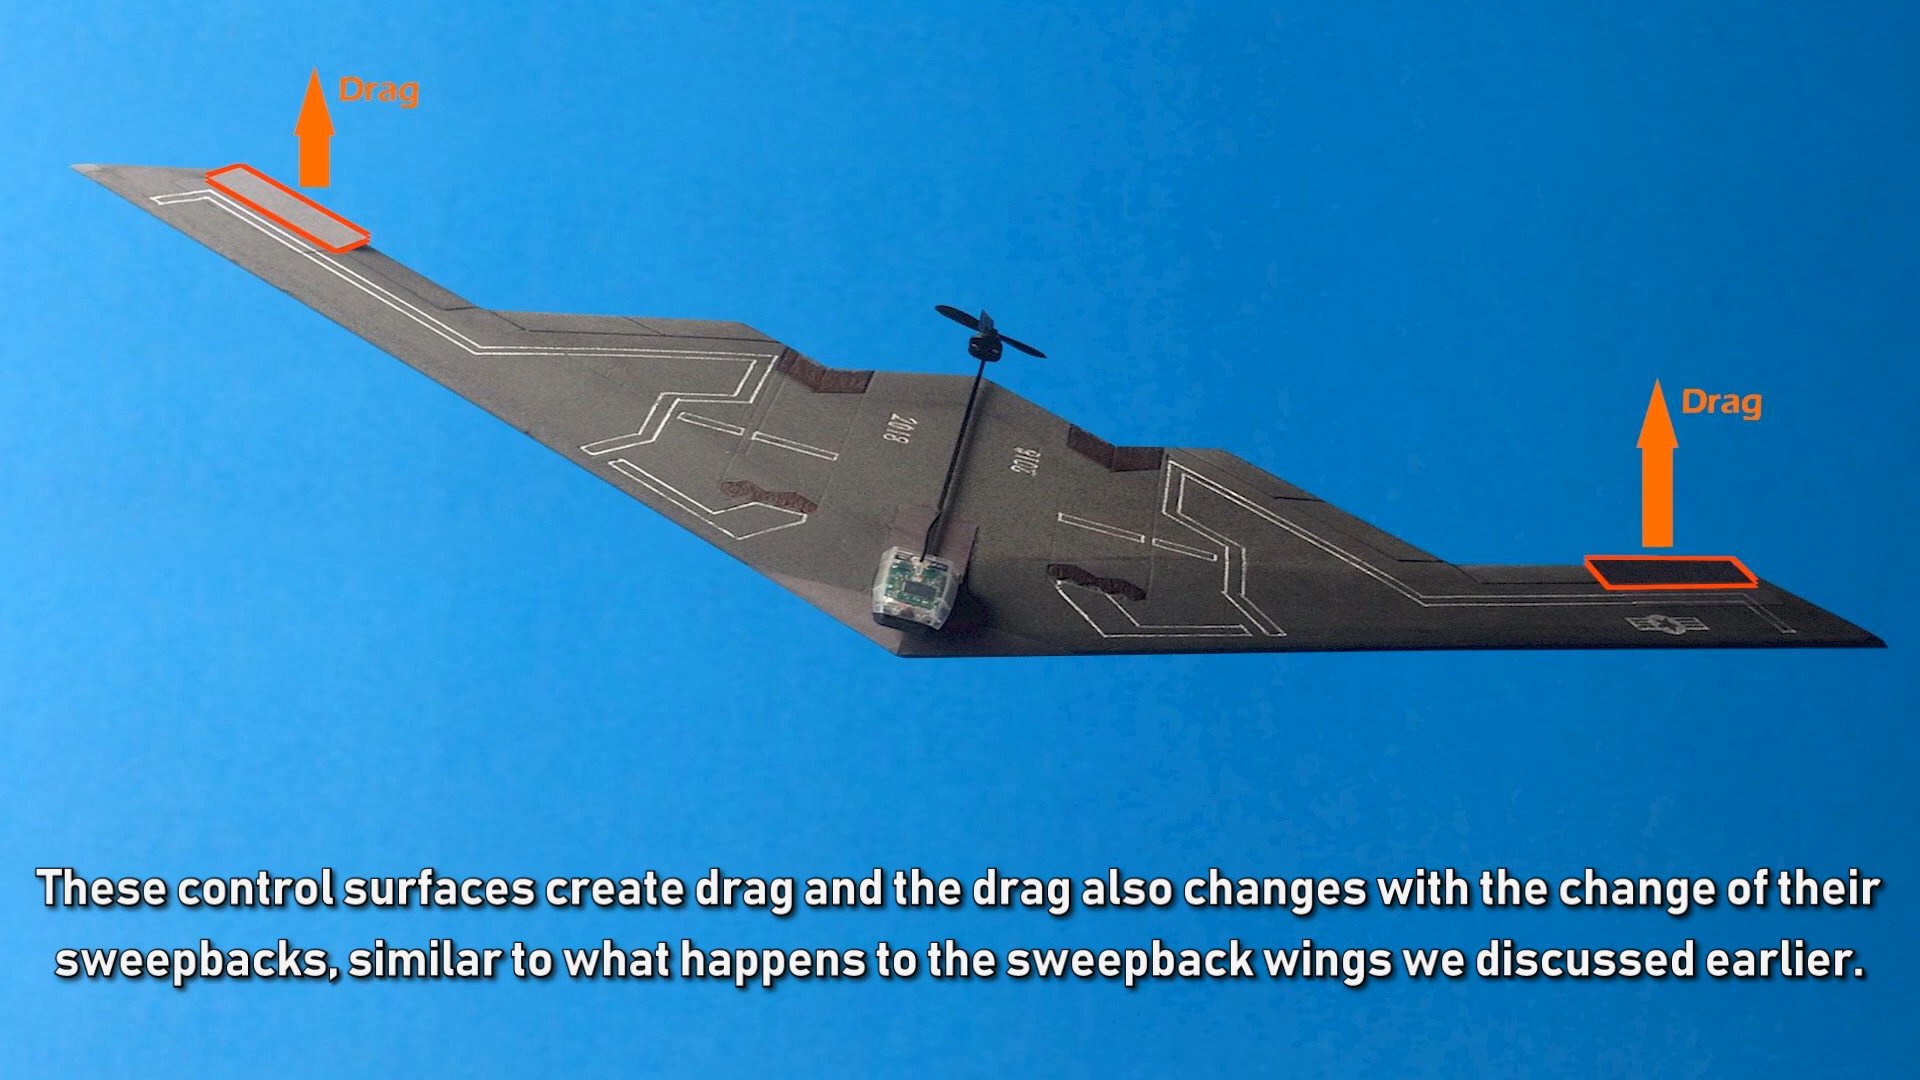 Drag
Drag
2018
2016
These control surfaces create drag and the drag also changes with the change of their
sweepbacks, similar to what happens to the sweepback wings we discussed earlier.